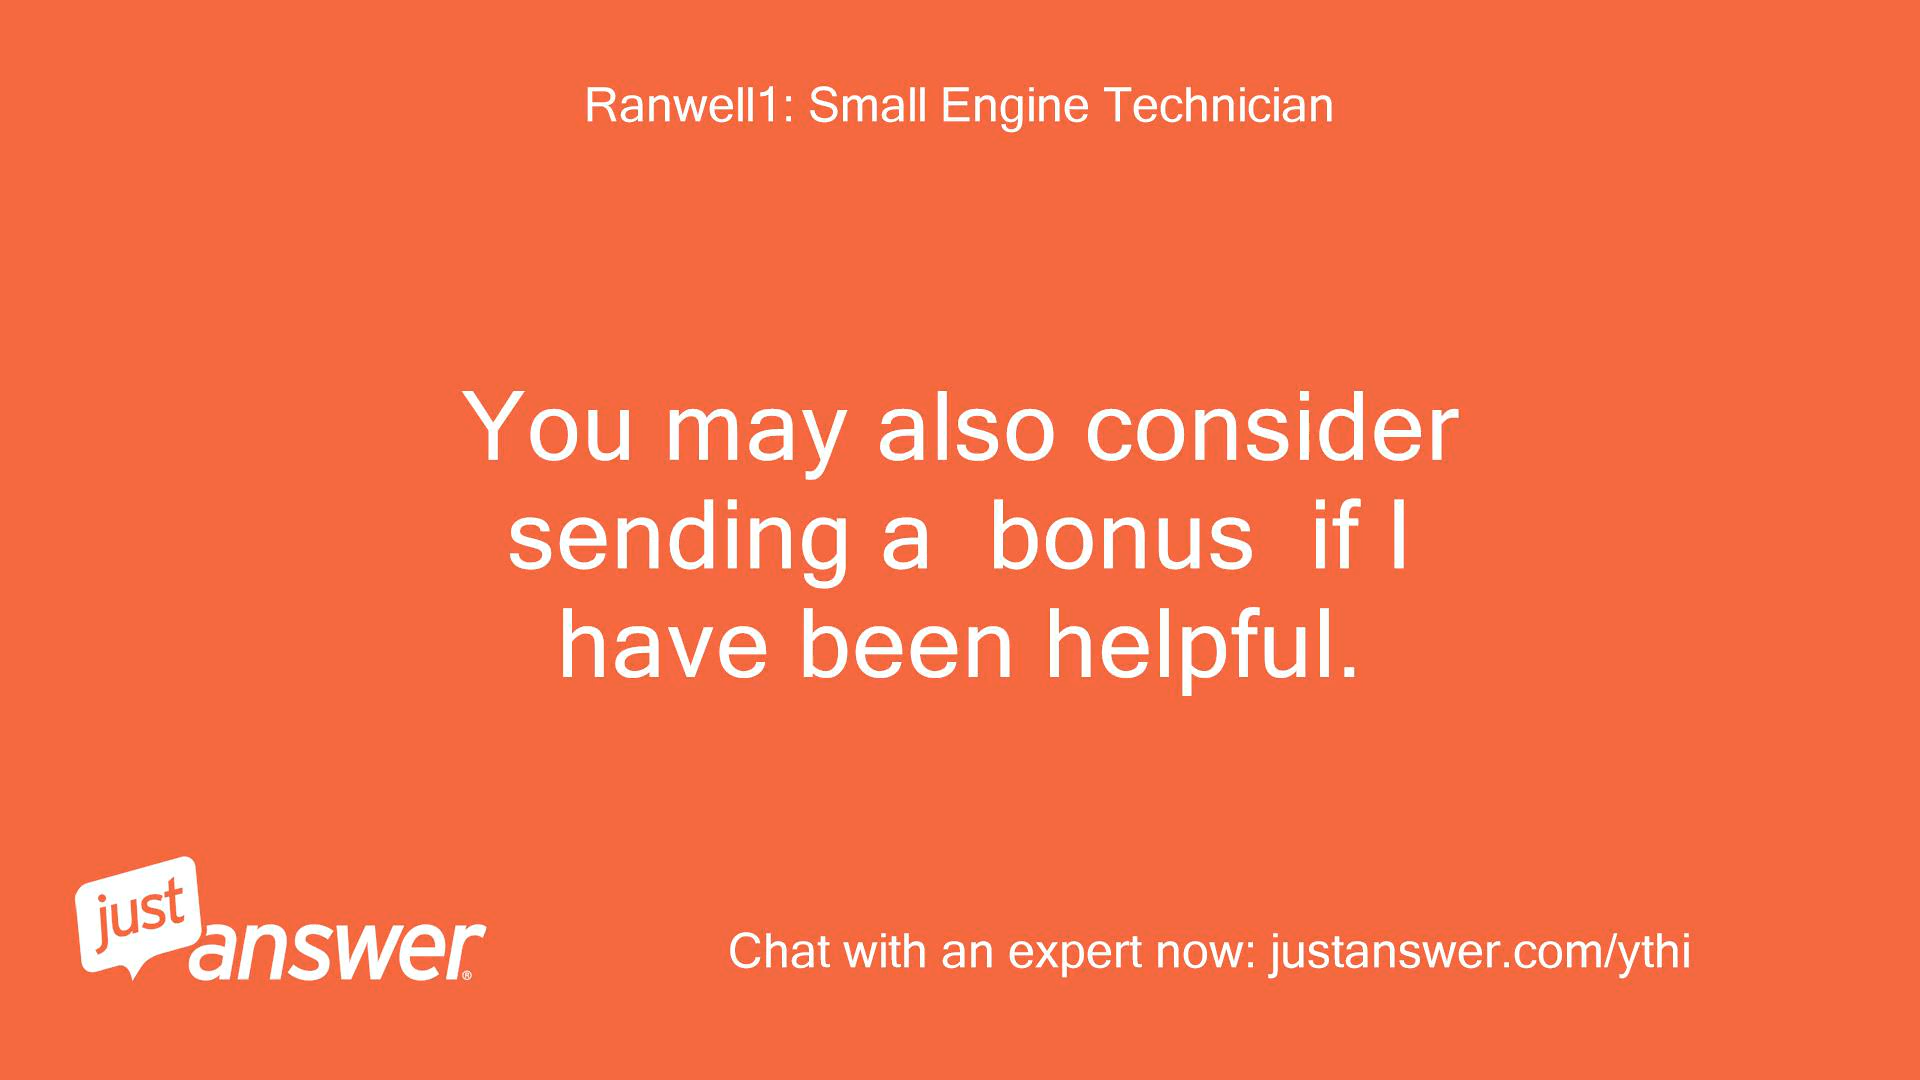 Ranwell1: Small Engine Technician
You may also consider
sending a  bonus  if I
have been helpful.
just
answer®
Chat with an expert now: justanswer.com/ythi